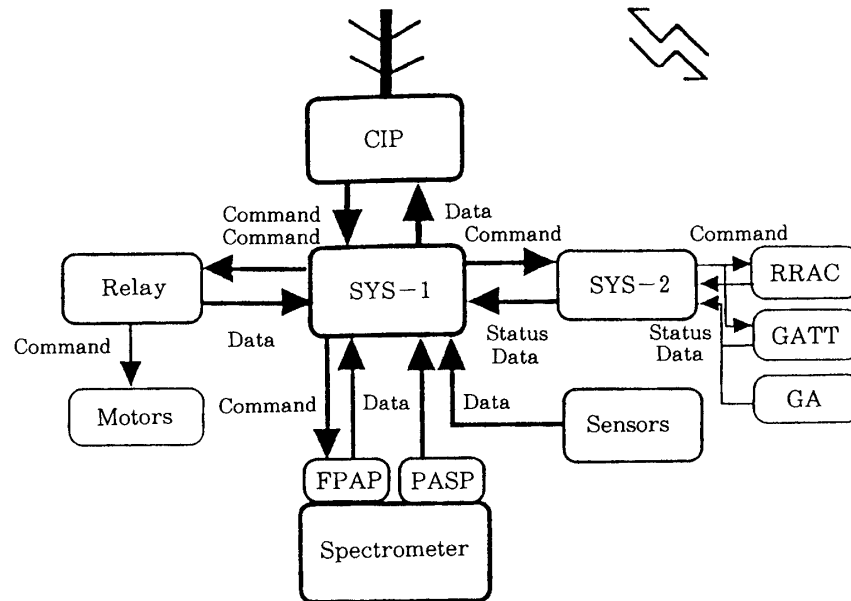 CIP
Command
Command
Data
Command
Command
Relay
SYS-1
SYS-2
RRAC
Command
Data
Status
Data
Status
Data
GATT
Motors
Command
Data
Data
Sensors
GA
FPAP
PASP
Spectrometer